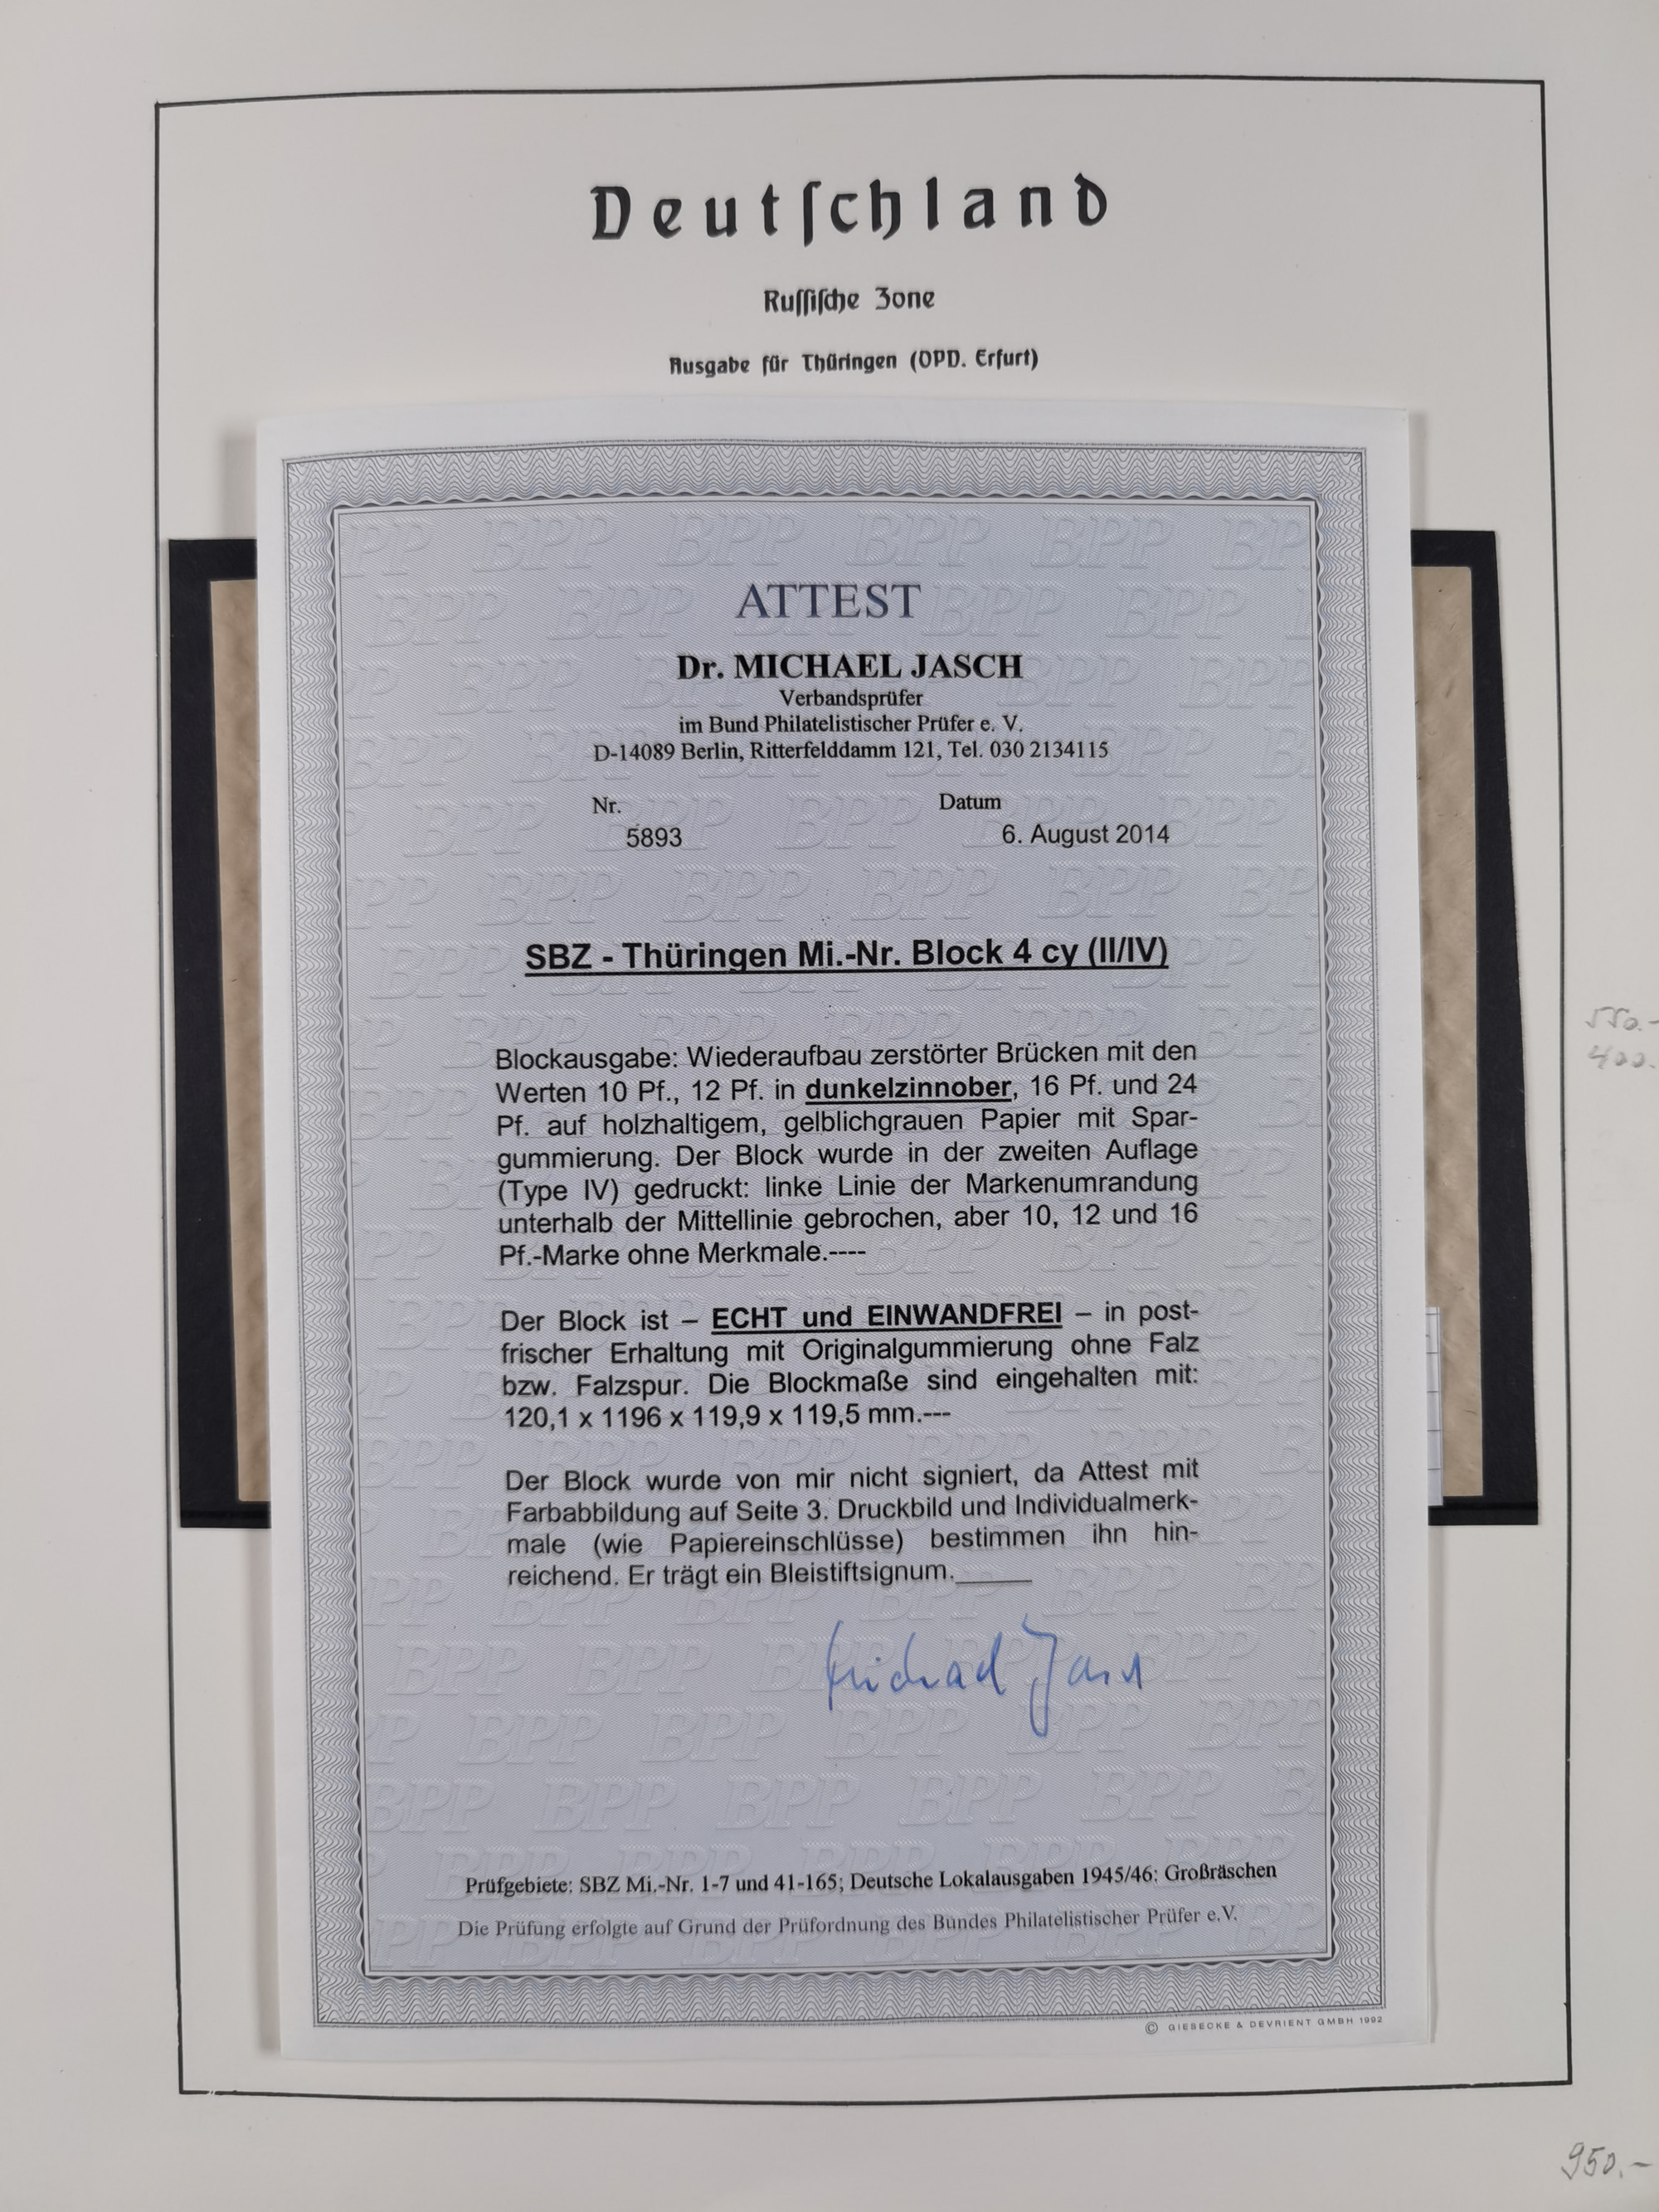 Deutſchland
Ruſſiſche Zone
Ausgabe für Thüringen (OPD. Erfurt)
ATTEST
Dr. MICHAEL JASCH
Verbandsprüfer
im Bund Philatelistischer Prüfer e. V.
D-14089 Berlin, Ritterfelddamm 121, Tel. 030 2134115
Nr. Datum
5893 6. August 2014
SBZ - Thüringen Mi.-Nr. Block 4 cy (II/IV)
Blockausgabe: Wiederaufbau zerstörter Brücken mit den
Werten 10 Pf., 12 Pf. in dunkelzinnober, 16 Pf. und 24
Pf. auf holzhaltigem, gelblichgrauen Papier mit Spar-
gummierung. Der Block wurde in der zweiten Auflage
(Type IV) gedruckt: linke Linie der Markenumrandung
unterhalb der Mittellinie gebrochen, aber 10, 12 und 16
Pf.-Marke ohne Merkmale.----
Der Block ist – ECHT und EINWANDFREI – in post-
frischer Erhaltung mit Originalgummierung ohne Falz
bzw. Falzspur. Die Blockmaße sind eingehalten mit:
120,1 x 1196 x 119,9 x 119,5 mm.---
Der Block wurde von mir nicht signiert, da Attest mit
Farbabbildung auf Seite 3. Druckbild und Individualmerk-
male (wie Papiereinschlüsse) bestimmen ihn hin-
reichend. Er trägt ein Bleistiftsignum.
Michael Jasch
Prüfgebiete: SBZ Mi.-Nr. 1-7 und 41-165; Deutsche Lokalausgaben 1945/46: Großräschen
Die Prüfung erfolgte auf Grund der Prüfordnung des Bundes Philatelistischer Prüfer e.V.
© GIESECKE & DEVRIENT GMBH 1992
550.-
400.
950.-